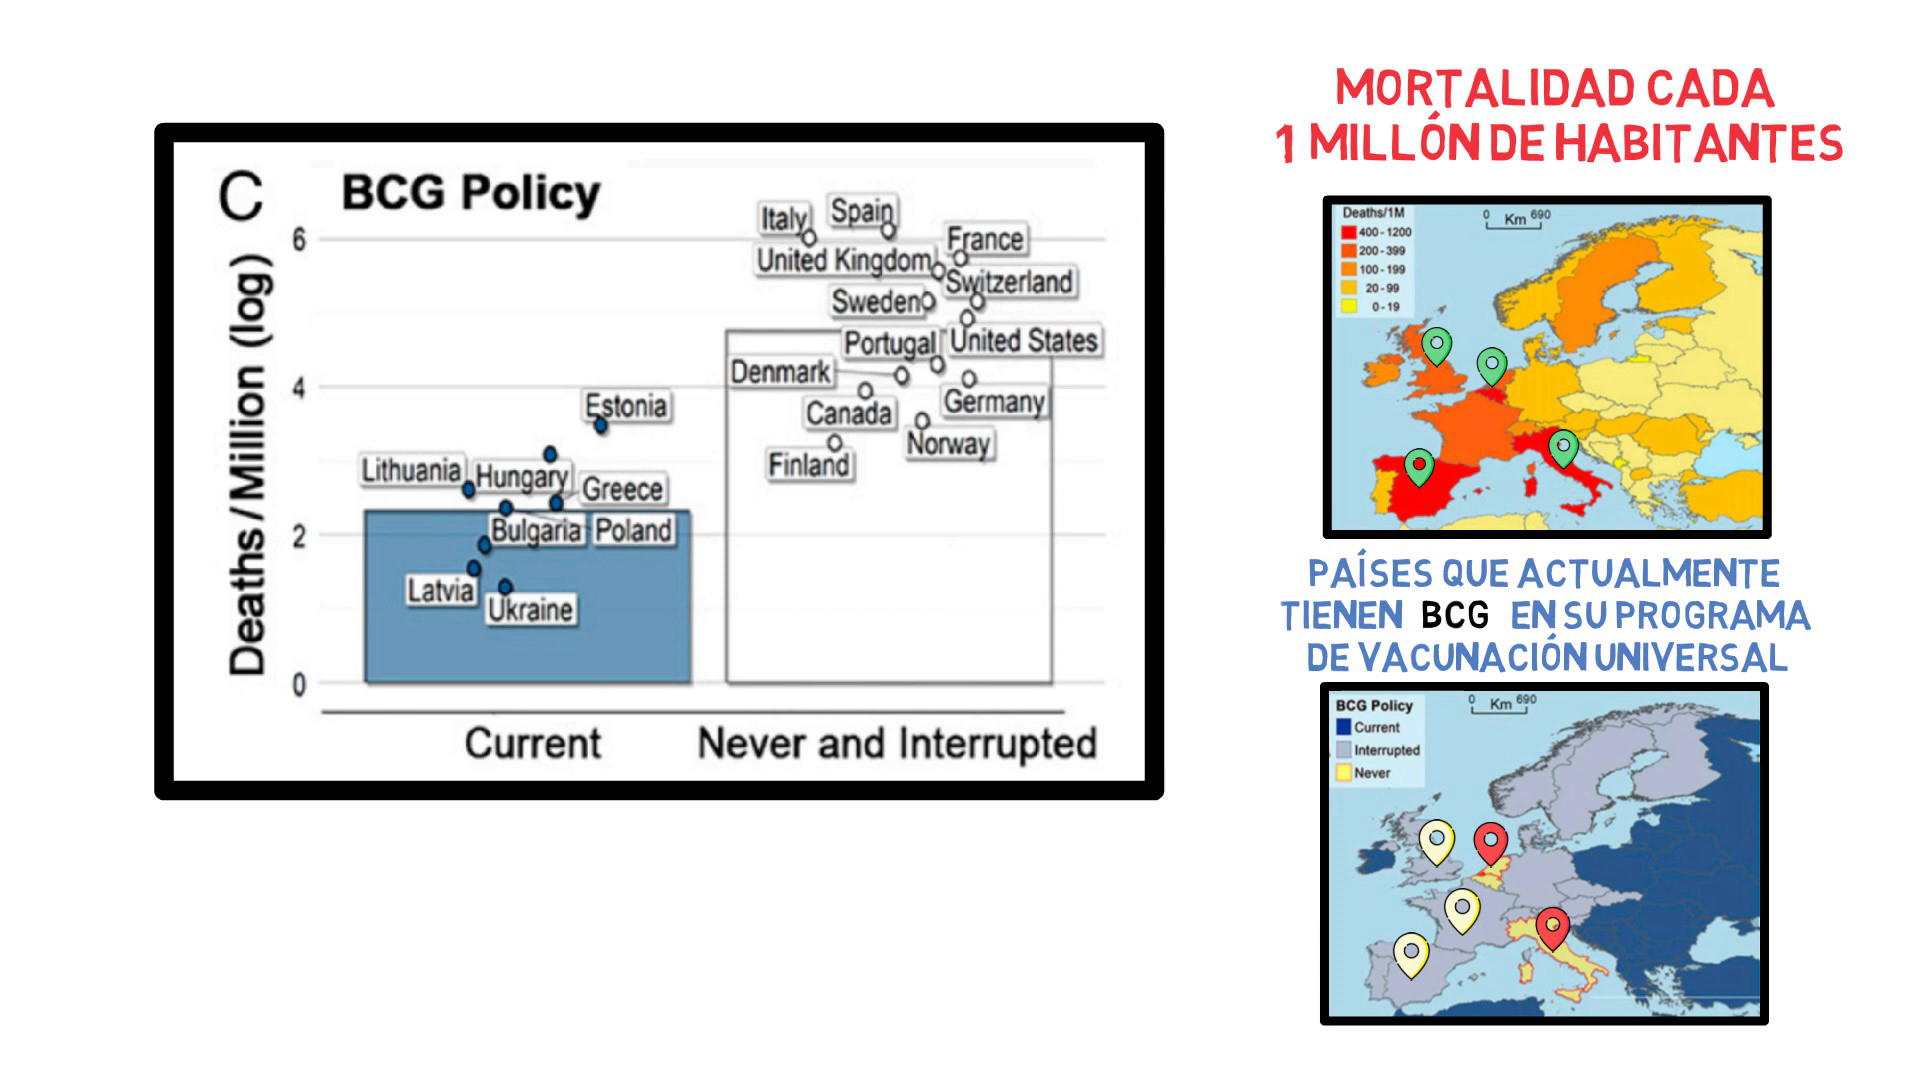 C BCG Policy
Deaths / Million (log)
6
4
2
0
Italy
Spain
France
United Kingdom
Switzerland
Sweden
Portugal
United States
Denmark
Germany
Canada
Norway
Finland
Estonia
Lithuania
Hungary
Greece
Bulgaria
Poland
Latvia
Ukraine
Current
Never and Interrupted
MORTALIDAD CADA
1 MILLÓN DE HABITANTES
Deaths/1M
400 - 1200
200 - 399
100 - 199
20 - 99
0 - 19
0 Km 690
PAÍSES QUE ACTUALMENTE
TIENEN BCG EN SU PROGRAMA
DE VACUNACIÓN UNIVERSAL
BCG Policy
Current
Interrupted
Never
0 Km 690